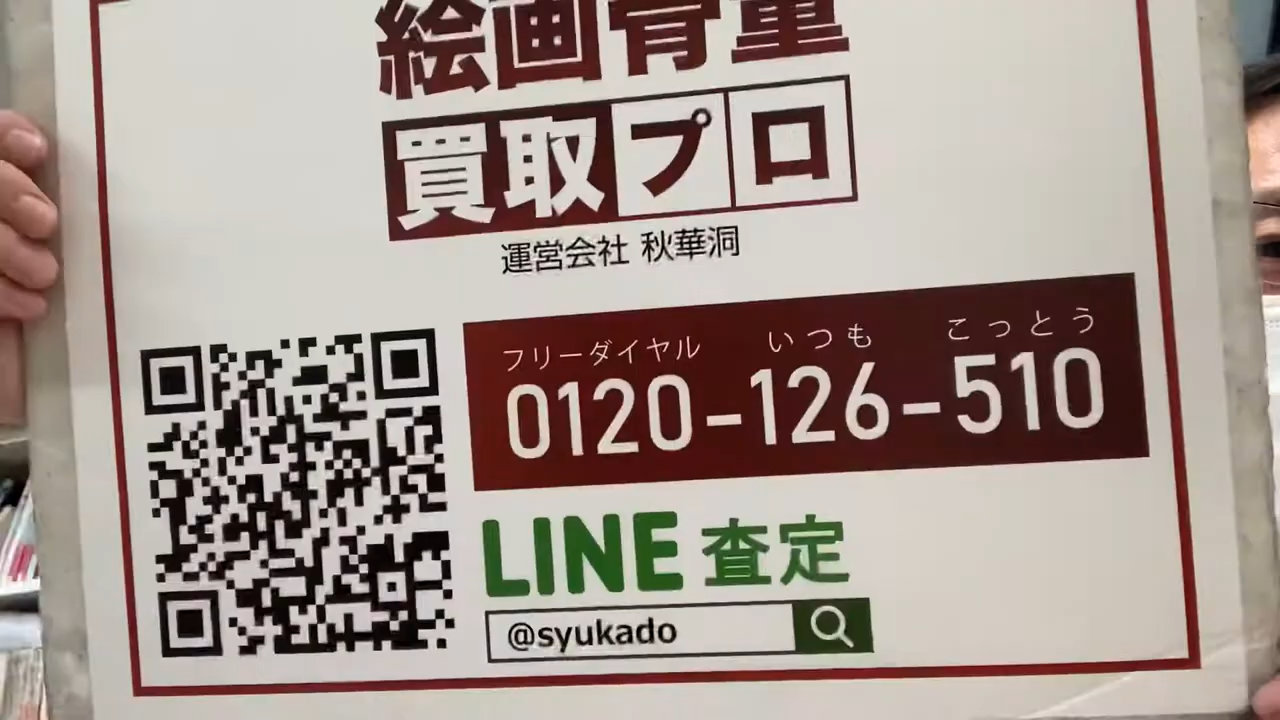 絵画骨董
買取プロ
運営会社 秋華洞
フリーダイヤル いつも こっとう
0120-126-510
LINE 査定
@syukado